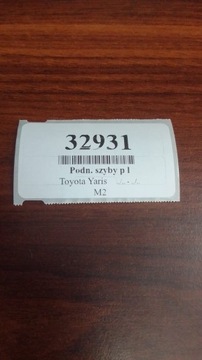 32931
Podn. szyby p l
Toyota Yaris
M2